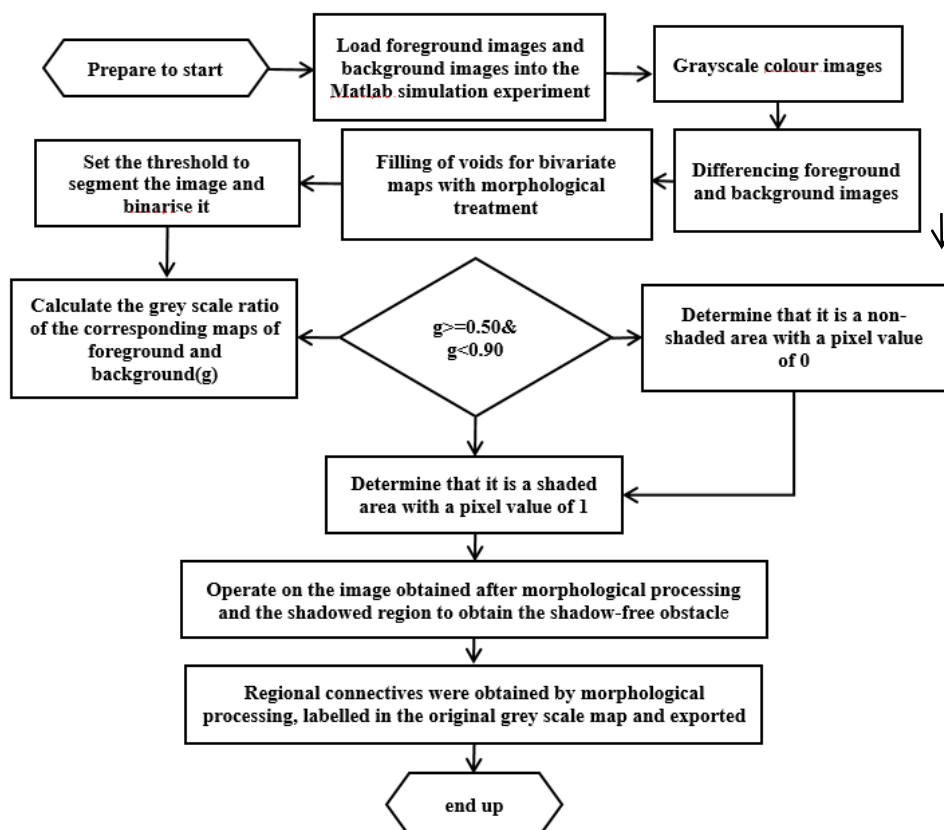 Prepare to start
Load foreground images and
background images into the
Matlab simulation experiment
Grayscale colour images
Differencing foreground
and background images
Filling of voids for bivariate
maps with morphological
treatment
Set the threshold to
segment the image and
binarise it
Calculate the grey scale ratio
of the corresponding maps of
foreground and
background(g)
g>=0.50&
g<0.90
Determine that it is a non-
shaded area with a pixel value
of 0
Determine that it is a shaded
area with a pixel value of 1
Operate on the image obtained after morphological processing
and the shadowed region to obtain the shadow-free obstacle
Regional connectives were obtained by morphological
processing, labelled in the original grey scale map and exported
end up